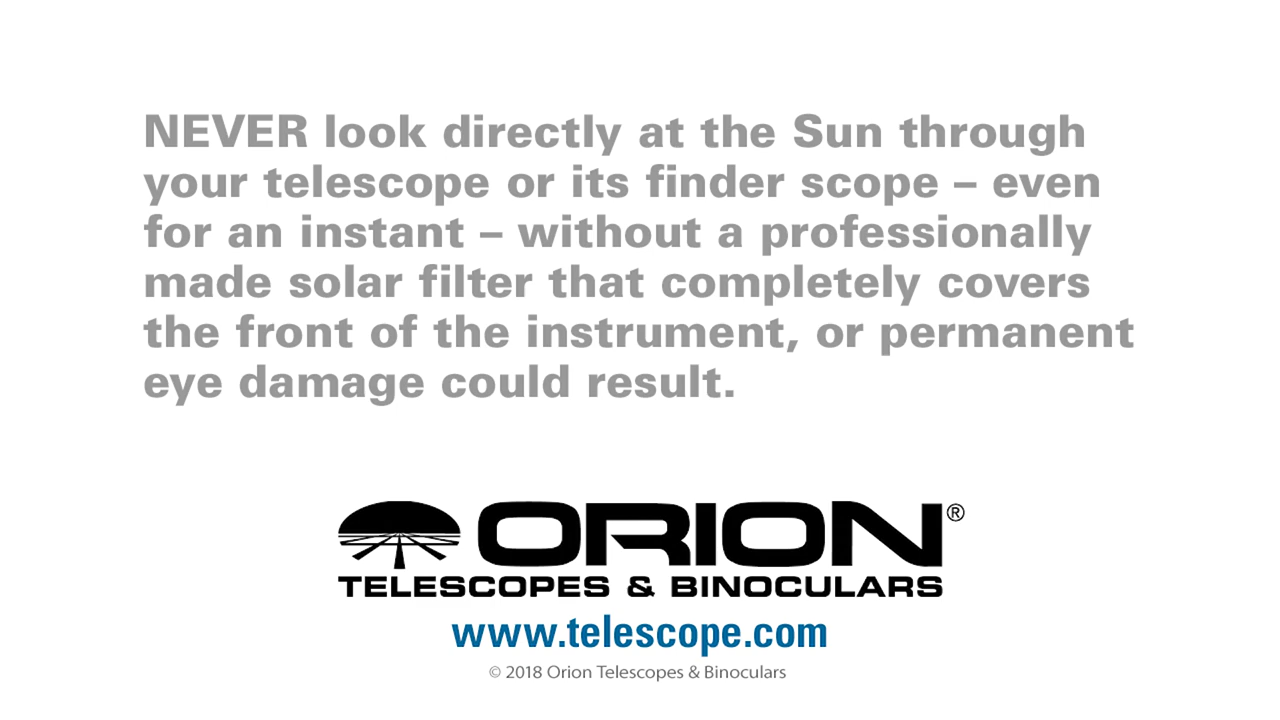 NEVER look directly at the Sun through
your telescope or its finder scope – even
for an instant – without a professionally
made solar filter that completely covers
the front of the instrument, or permanent
eye damage could result.
ORION®
TELESCOPES & BINOCULARS
www.telescope.com
© 2018 Orion Telescopes & Binoculars